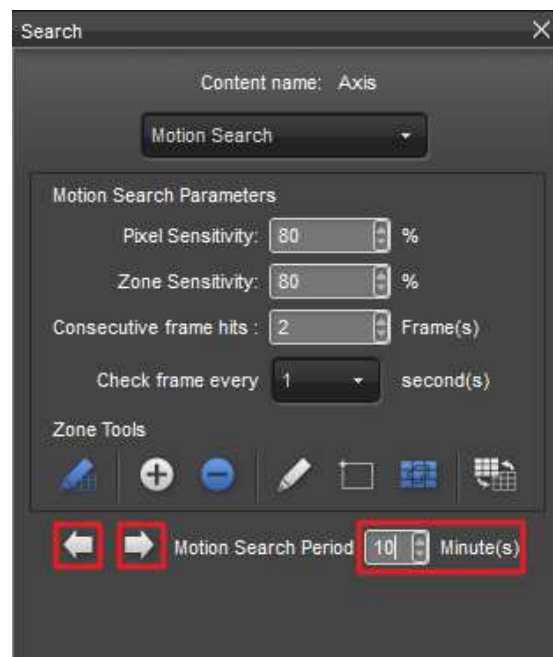 Search
Content name: Axis
Motion Search
Motion Search Parameters
Pixel Sensitivity: 80 %
Zone Sensitivity: 80 %
Consecutive frame hits : 2 Frame(s)
Check frame every 1 second(s)
Zone Tools
Motion Search Period 10 Minute(s)